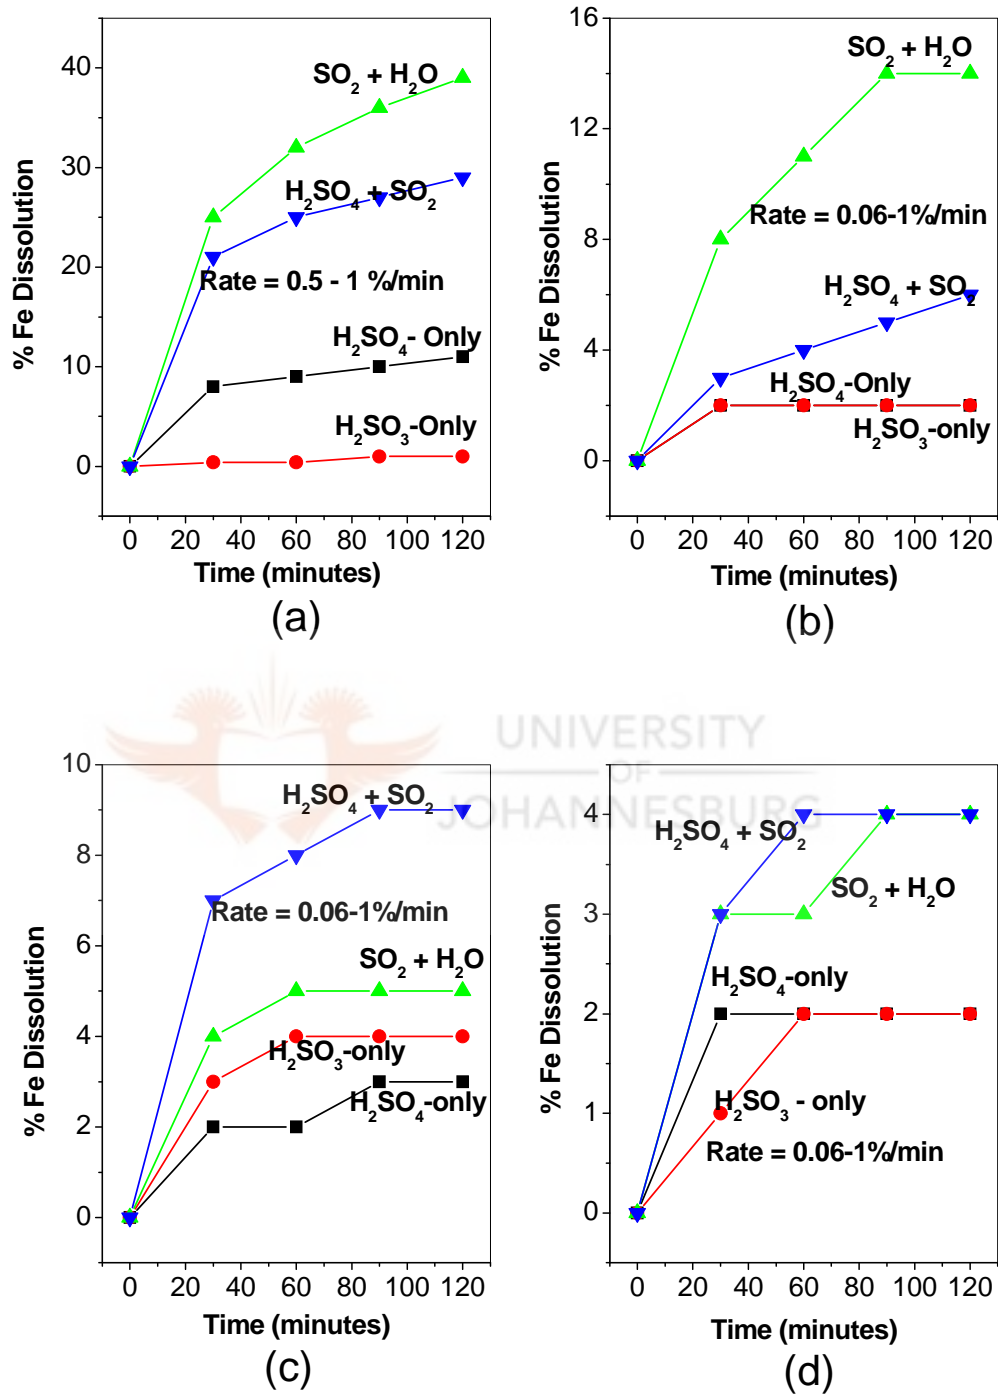 SO₂ + H₂O
H₂SO₄ + SO₂
Rate = 0.5 - 1 %/min
H₂SO₄- Only
H₂SO₃-Only
% Fe Dissolution
40
30
20
10
0
0 20 40 60 80 100 120
Time (minutes)
(a)
SO₂ + H₂O
Rate = 0.06-1%/min
H₂SO₄ + SO₂
H₂SO₄-Only
H₂SO₃-only
% Fe Dissolution
16
12
8
4
0
0 20 40 60 80 100 120
Time (minutes)
(b)
UNIVERSITY
OF
JOHANNESBURG
H₂SO₄ + SO₂
Rate = 0.06-1%/min
SO₂ + H₂O
H₂SO₃-only
H₂SO₄-only
% Fe Dissolution
10
8
6
4
2
0
0 20 40 60 80 100 120
Time (minutes)
(c)
H₂SO₄ + SO₂
SO₂ + H₂O
H₂SO₄-only
H₂SO₃ - only
Rate = 0.06-1%/min
% Fe Dissolution
4
3
2
1
0
0 20 40 60 80 100 120
Time (minutes)
(d)